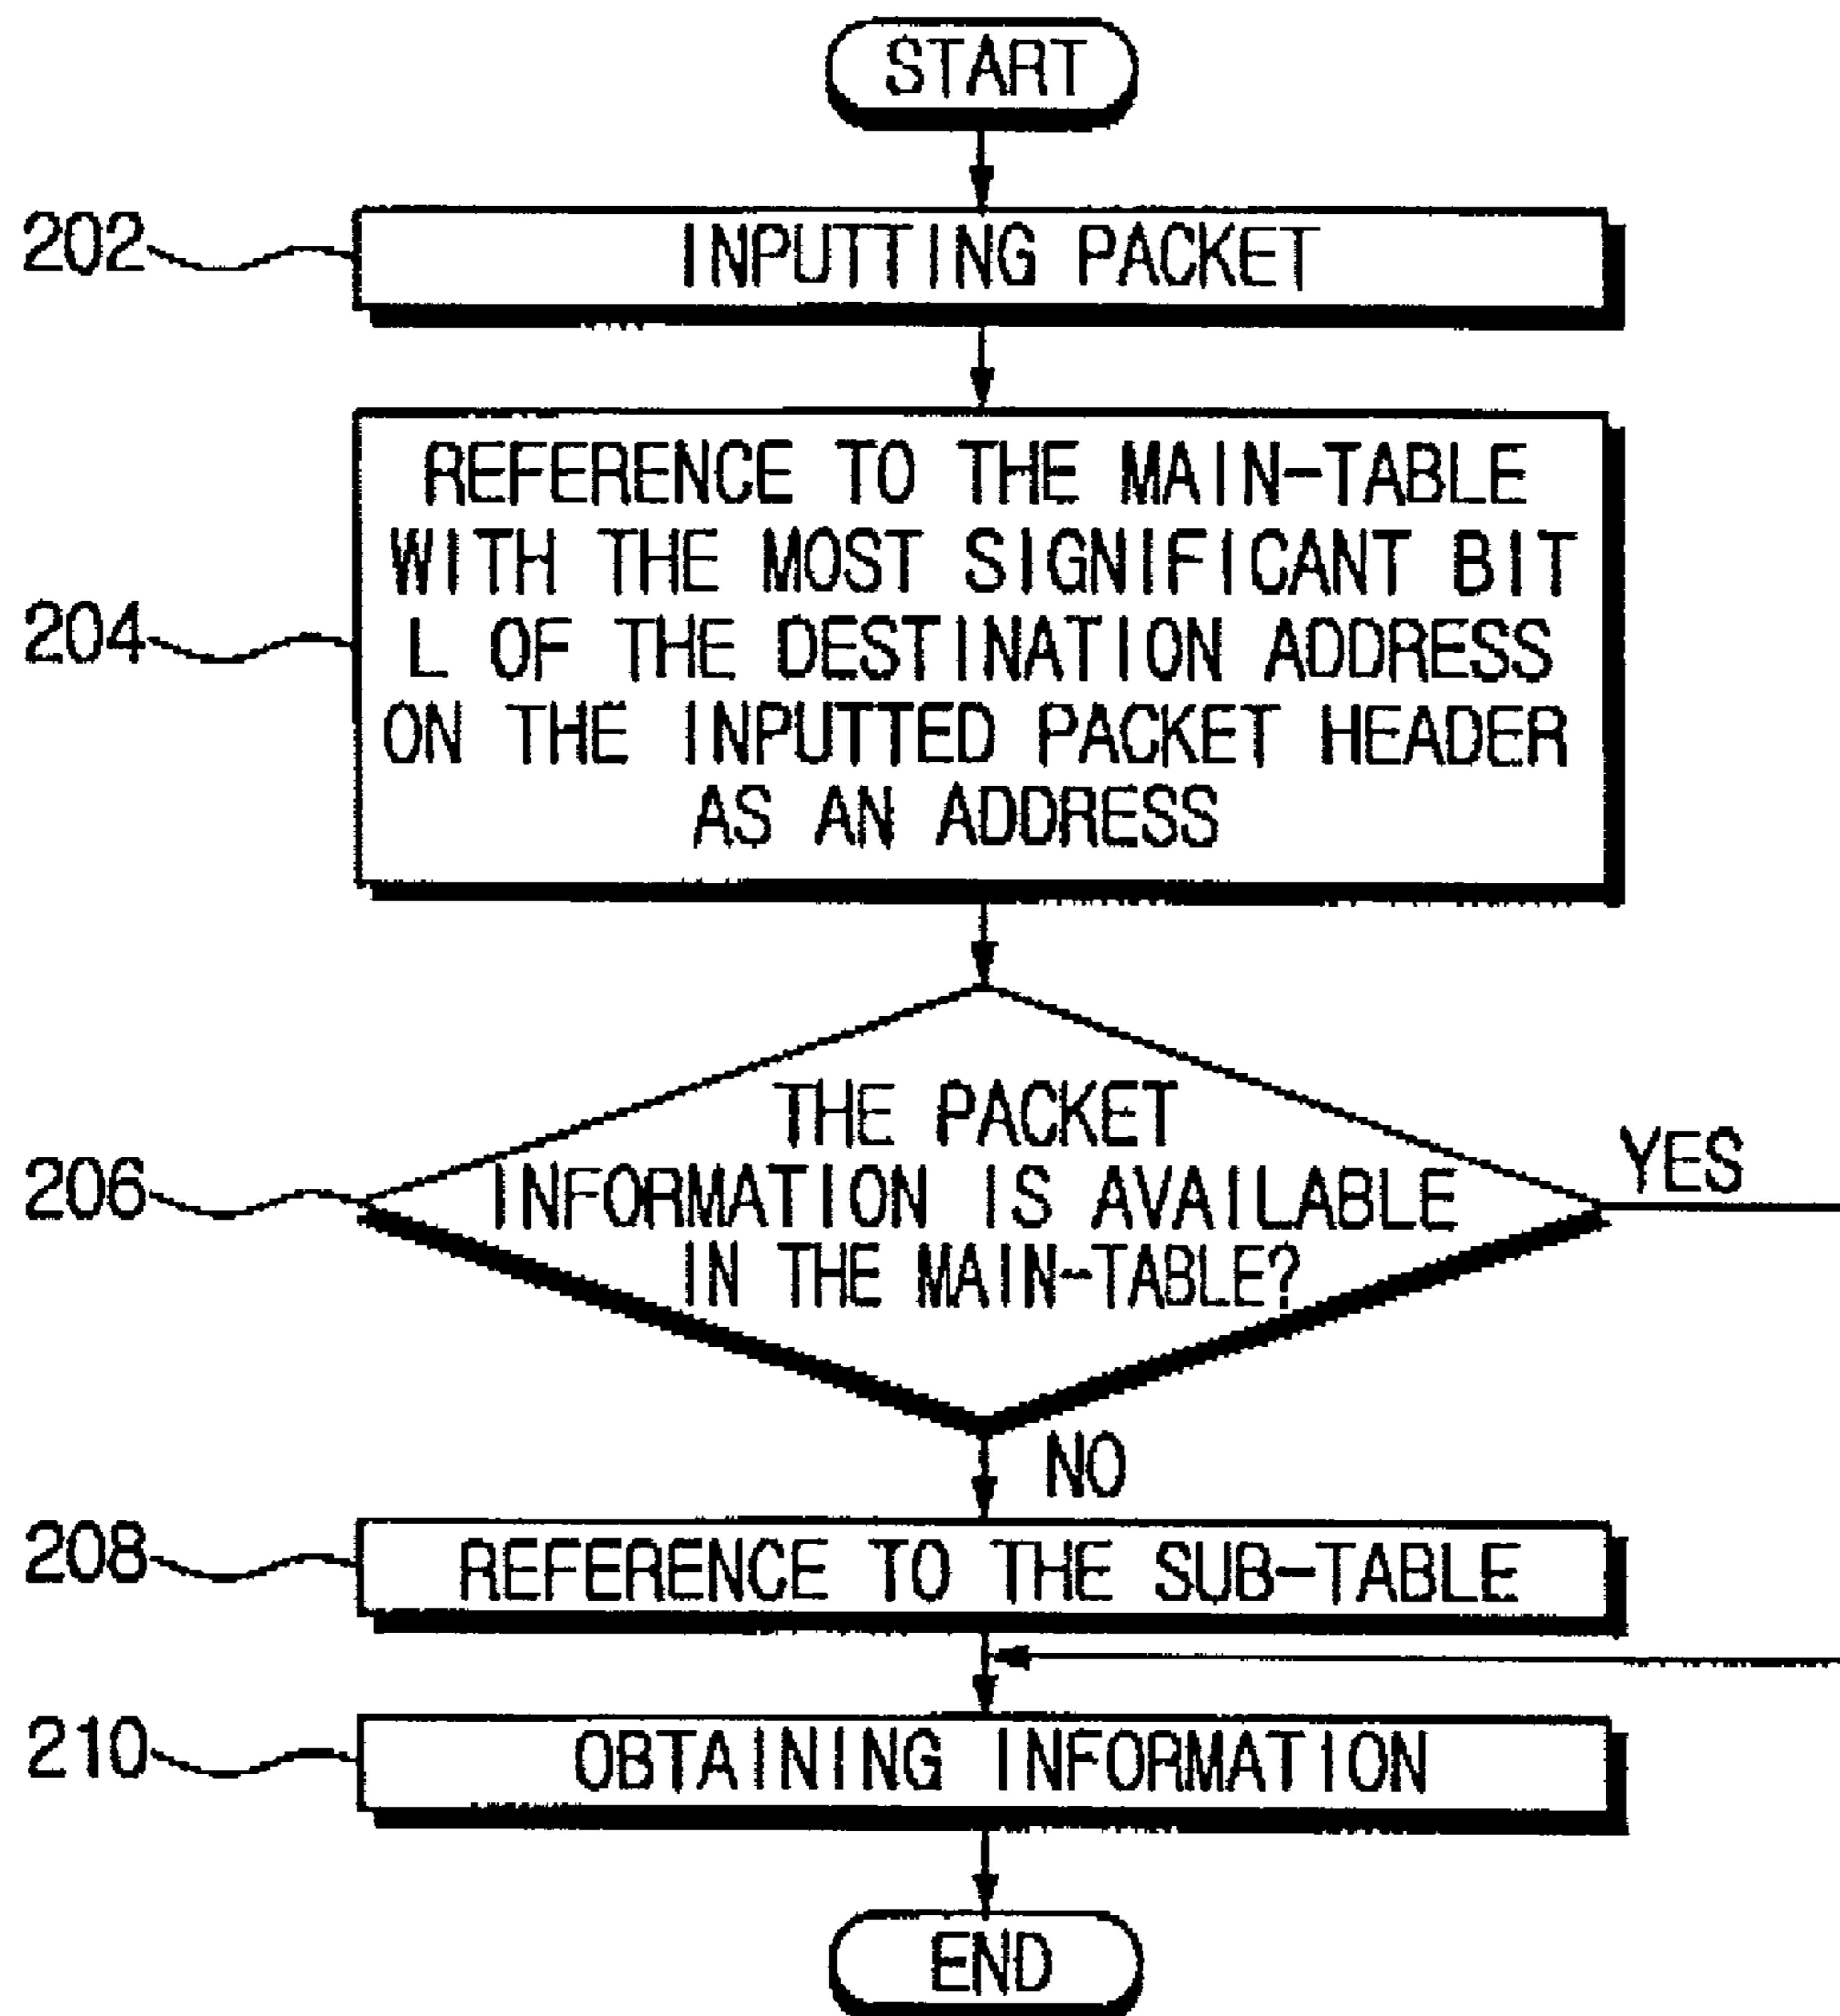 START
202
INPUTTING PACKET
204
REFERENCE TO THE MAIN-TABLE
WITH THE MOST SIGNIFICANT BIT
L OF THE DESTINATION ADDRESS
ON THE INPUTTED PACKET HEADER
AS AN ADDRESS
206
THE PACKET
INFORMATION IS AVAILABLE
IN THE MAIN-TABLE?
YES
NO
208
REFERENCE TO THE SUB-TABLE
210
OBTAINING INFORMATION
END